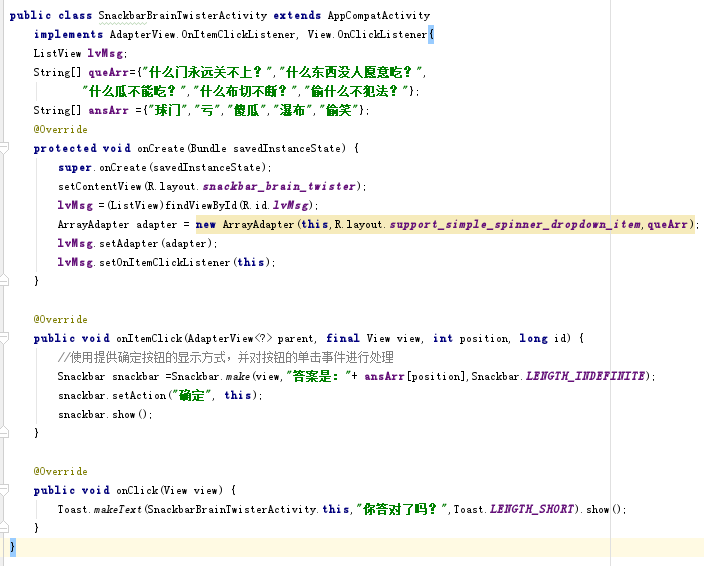 public class SnackbarBrainTwisterActivity extends AppCompatActivity
implements AdapterView.OnItemClickListener, View.OnClickListener{
ListView lvMsg;
String[] queArr={"什么门永远关不上？","什么东西没人愿意吃？",
"什么瓜不能吃？","什么布切不断？","偷什么不犯法？"};
String[] ansArr ={"球门","亏","傻瓜","瀑布","偷笑"};
@Override
protected void onCreate(Bundle savedInstanceState) {
super.onCreate(savedInstanceState);
setContentView(R.layout.snackbar_brain_twister);
lvMsg =(ListView)findViewById(R.id.lvMsg);
ArrayAdapter adapter = new ArrayAdapter(this,R.layout.support_simple_spinner_dropdown_item,queArr);
lvMsg.setAdapter(adapter);
lvMsg.setOnItemClickListener(this);
}
@Override
public void onItemClick(AdapterView<?> parent, final View view, int position, long id) {
//使用提供确定按钮的显示方式，并对按钮的单击事件进行处理
Snackbar snackbar =Snackbar.make(view,"答案是："+ ansArr[position],Snackbar.LENGTH_INDEFINITE);
snackbar.setAction("确定", this);
snackbar.show();
}
@Override
public void onClick(View view) {
Toast.makeText(SnackbarBrainTwisterActivity.this,"你答对了吗？",Toast.LENGTH_SHORT).show();
}
}